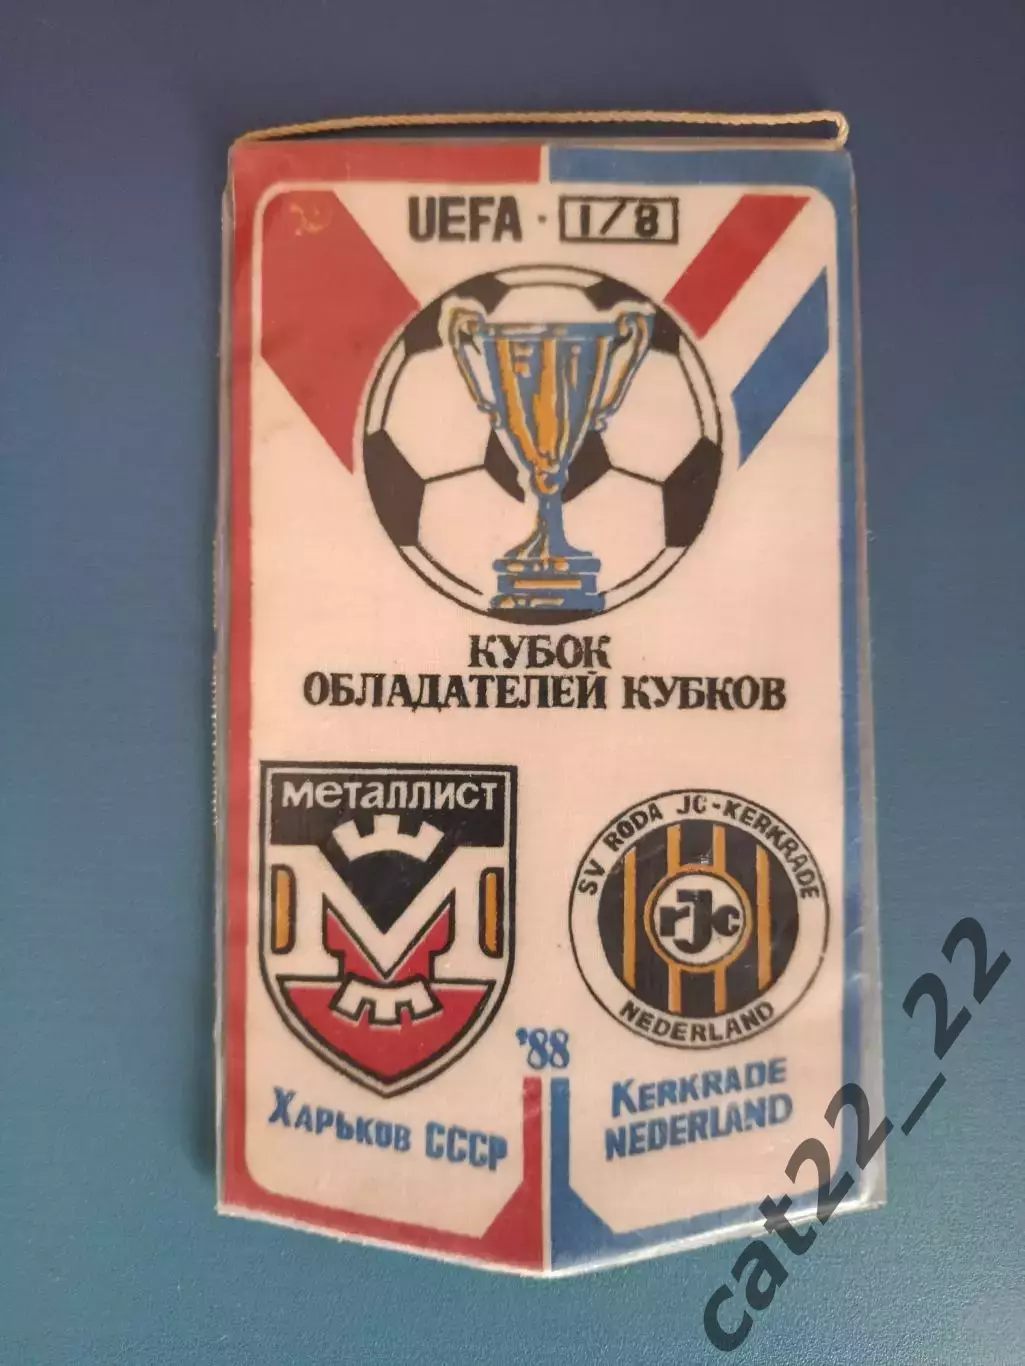 UEFA · 1/8
КУБОК
ОБЛАДАТЕЛЕЙ КУБКОВ
МЕТАЛЛИСТ
M
SV RODA JC-KERKRADE
rJc
NEDERLAND
'88
ХАРЬКОВ СССР
KERKRADE
NEDERLAND
cat22_22